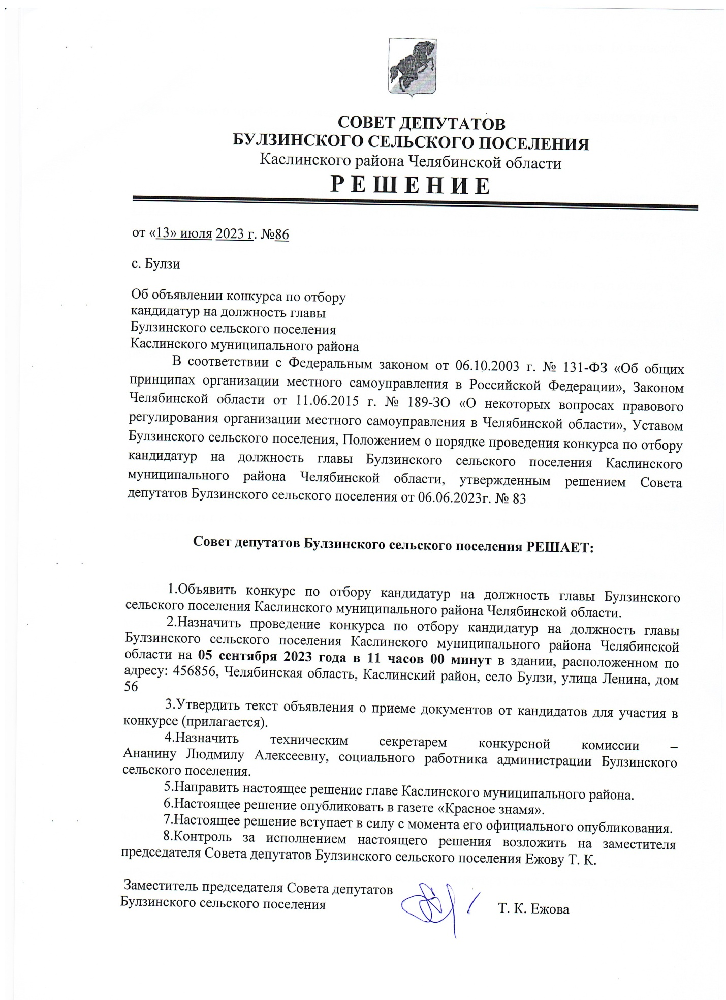 СОВЕТ ДЕПУТАТОВ
БУЛЗИНСКОГО СЕЛЬСКОГО ПОСЕЛЕНИЯ
Каслинского района Челябинской области
Р Е Ш Е Н И Е
от «13» июля 2023 г. №86
с. Булзи
Об объявлении конкурса по отбору
кандидатур на должность главы
Булзинского сельского поселения
Каслинского муниципального района
В соответствии с Федеральным законом от 06.10.2003 г. № 131-ФЗ «Об общих
принципах организации местного самоуправления в Российской Федерации», Законом
Челябинской области от 11.06.2015 г. № 189-ЗО «О некоторых вопросах правового
регулирования организации местного самоуправления в Челябинской области», Уставом
Булзинского сельского поселения, Положением о порядке проведения конкурса по отбору
кандидатур на должность главы Булзинского сельского поселения Каслинского
муниципального района Челябинской области, утвержденным решением Совета
депутатов Булзинского сельского поселения от 06.06.2023г. № 83
Совет депутатов Булзинского сельского поселения РЕШАЕТ:
1.Объявить конкурс по отбору кандидатур на должность главы Булзинского
сельского поселения Каслинского муниципального района Челябинской области.
2.Назначить проведение конкурса по отбору кандидатур на должность главы
Булзинского сельского поселения Каслинского муниципального района Челябинской
области на 05 сентября 2023 года в 11 часов 00 минут в здании, расположенном по
адресу: 456856, Челябинская область, Каслинский район, село Булзи, улица Ленина, дом
56
3.Утвердить текст объявления о приеме документов от кандидатов для участия в
конкурсе (прилагается).
4.Назначить техническим секретарем конкурсной комиссии –
Ананину Людмилу Алексеевну, социального работника администрации Булзинского
сельского поселения.
5.Направить настоящее решение главе Каслинского муниципального района.
6.Настоящее решение опубликовать в газете «Красное знамя».
7.Настоящее решение вступает в силу с момента его официального опубликования.
8.Контроль за исполнением настоящего решения возложить на заместителя
председателя Совета депутатов Булзинского сельского поселения Ежову Т. К.
Заместитель председателя Совета депутатов
Булзинского сельского поселения Т. К. Ежова